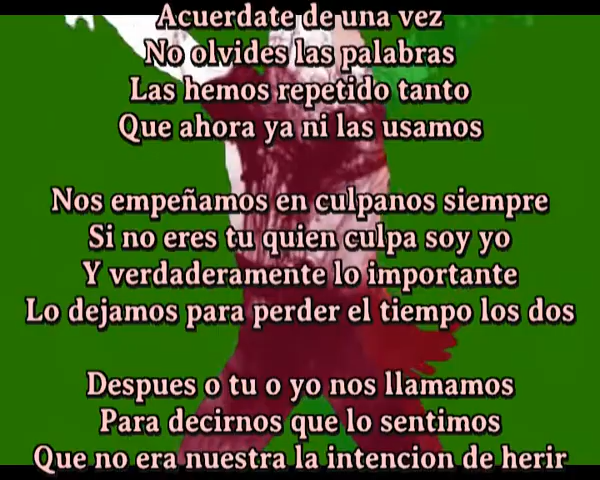 Acuerdate de una vez
No olvides las palabras
Las hemos repetido tanto
Que ahora ya ni las usamos
Nos empeñamos en culpanos siempre
Si no eres tu quien culpa soy yo
Y verdaderamente lo importante
Lo dejamos para perder el tiempo los dos
Despues o tu o yo nos llamamos
Para decirnos que lo sentimos
Que no era nuestra la intencion de herir